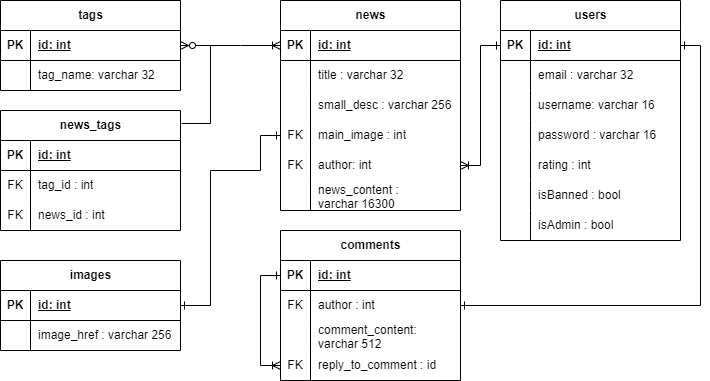 tags
PK id: int
tag_name: varchar 32
news_tags
PK id: int
FK tag_id : int
FK news_id : int
images
PK id: int
image_href : varchar 256
news
PK id: int
title : varchar 32
small_desc : varchar 256
FK main_image : int
FK author: int
news_content :
varchar 16300
comments
PK id: int
FK author : int
comment_content:
varchar 512
FK reply_to_comment : id
users
PK id: int
email : varchar 32
username: varchar 16
password : varchar 16
rating : int
isBanned : bool
isAdmin : bool